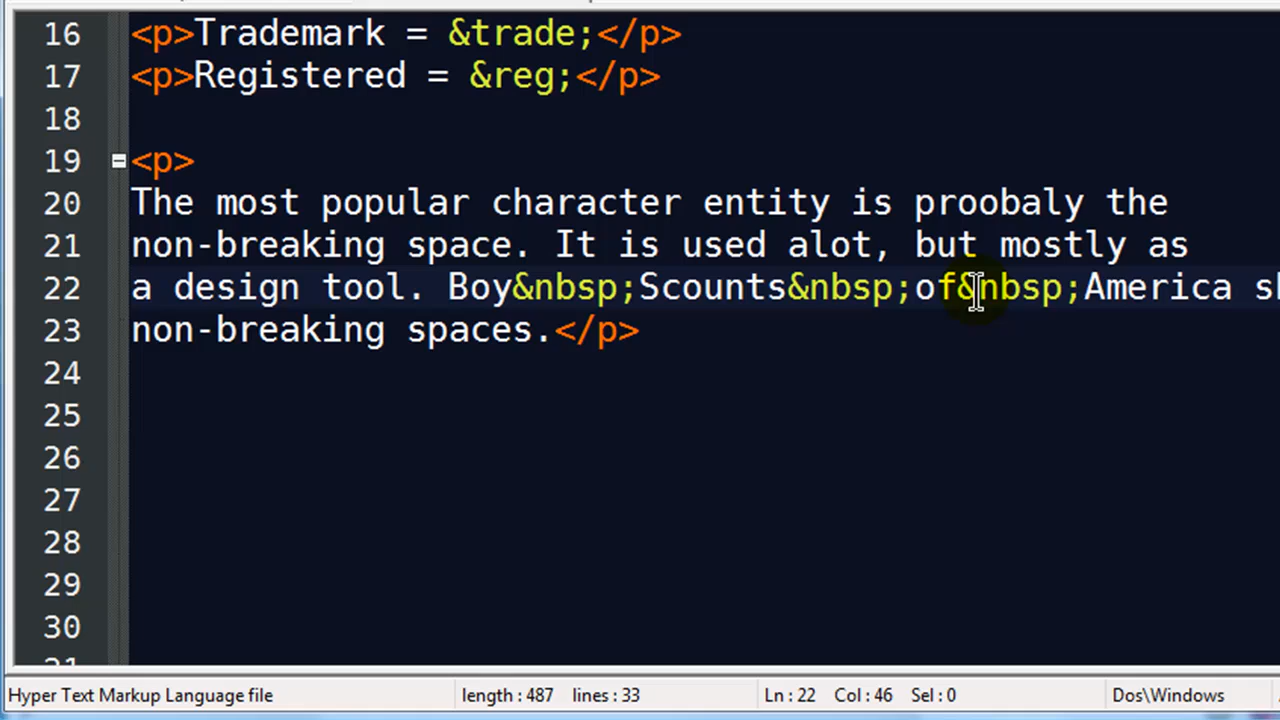 16 <p>Trademark = &trade;</p>
17 <p>Registered = &reg;</p>
18
19 <p>
20 The most popular character entity is proobaly the
21 non-breaking space. It is used alot, but mostly as
22 a design tool. Boy&nbsp;Scounts&nbsp;of&nbsp;America
23 non-breaking spaces.</p>
24
25
26
27
28
29
30
Hyper Text Markup Language file length : 487 lines : 33 Ln : 22 Col : 46 Sel : 0 Dos\Windows